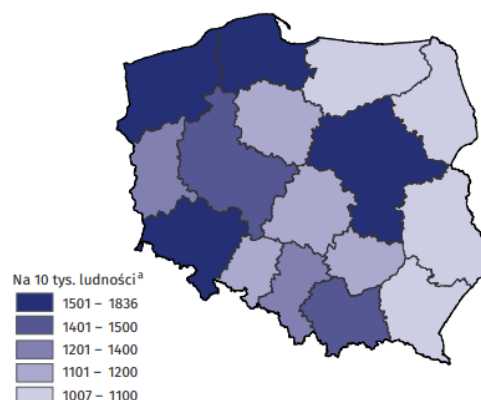 Na 10 tys. ludności a
1501 – 1836
1401 – 1500
1201 – 1400
1101 – 1200
1007 – 1100